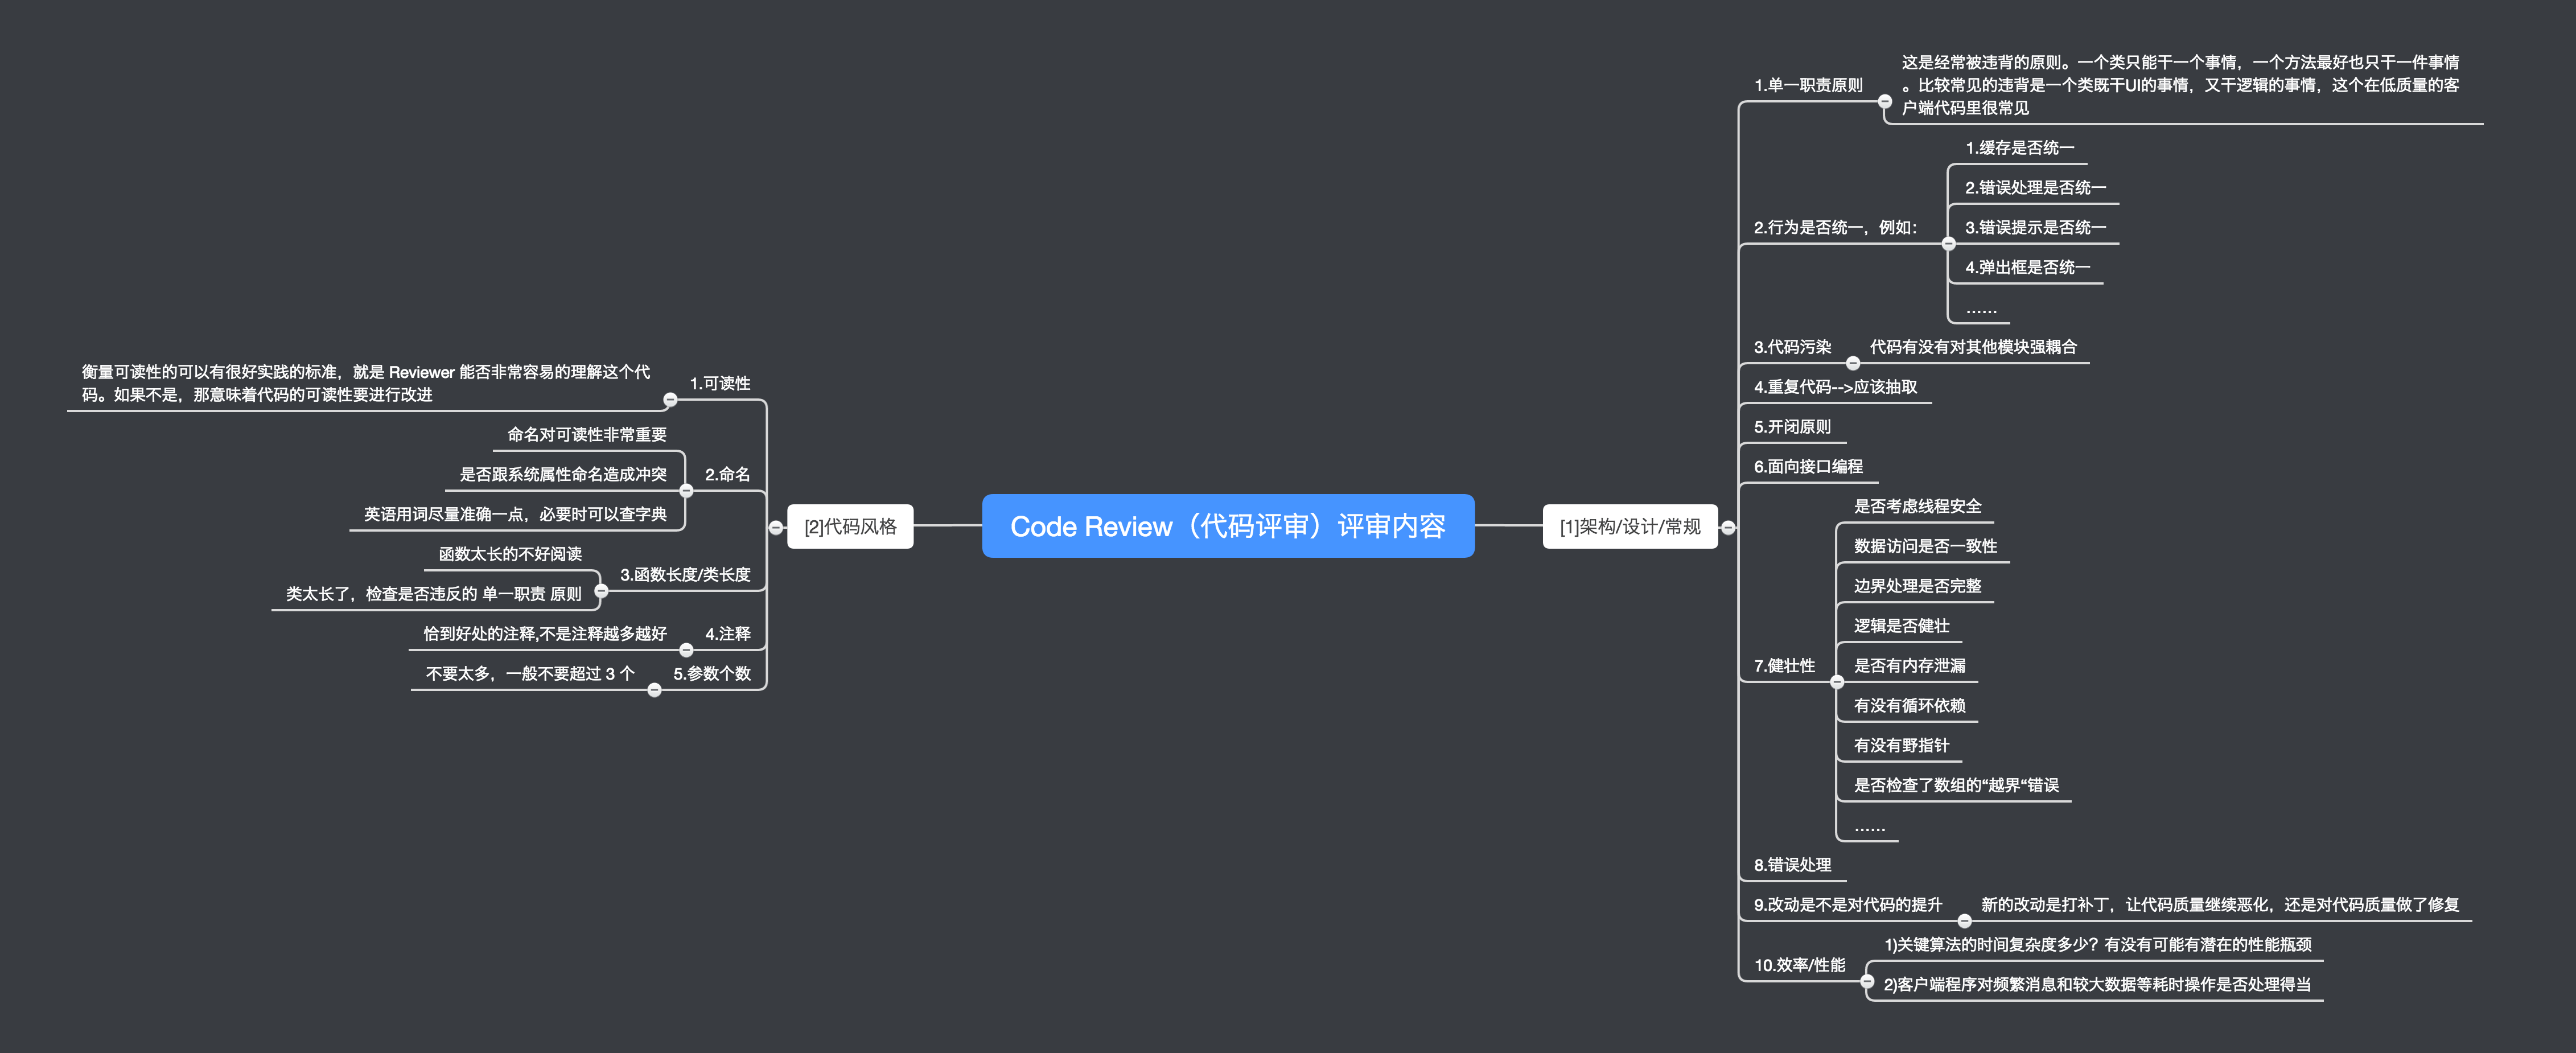 Code Review（代码评审）评审内容
[1]架构/设计/常规
1.单一职责原则
这是经常被违背的原则。一个类只能干一个事情，一个方法最好也只干一件事情
。比较常见的违背是一个类既干UI的事情，又干逻辑的事情，这个在低质量的客
户端代码里很常见
2.行为是否统一，例如：
1.缓存是否统一
2.错误处理是否统一
3.错误提示是否统一
4.弹出框是否统一
……
3.代码污染
代码有没有对其他模块强耦合
4.重复代码-->应该抽取
5.开闭原则
6.面向接口编程
7.健壮性
是否考虑线程安全
数据访问是否一致性
边界处理是否完整
逻辑是否健壮
是否有内存泄漏
有没有循环依赖
有没有野指针
是否检查了数组的“越界“错误
……
8.错误处理
9.改动是不是对代码的提升
新的改动是打补丁，让代码质量继续恶化，还是对代码质量做了修复
10.效率/性能
1)关键算法的时间复杂度多少？有没有可能有潜在的性能瓶颈
2)客户端程序对频繁消息和较大数据等耗时操作是否处理得当
[2]代码风格
1.可读性
衡量可读性的可以有很好实践的标准，就是 Reviewer 能否非常容易的理解这个代
码。如果不是，那意味着代码的可读性要进行改进
2.命名
命名对可读性非常重要
是否跟系统属性命名造成冲突
英语用词尽量准确一点，必要时可以查字典
3.函数长度/类长度
函数太长的不好阅读
类太长了，检查是否违反的 单一职责 原则
4.注释
恰到好处的注释,不是注释越多越好
5.参数个数
不要太多，一般不要超过 3 个